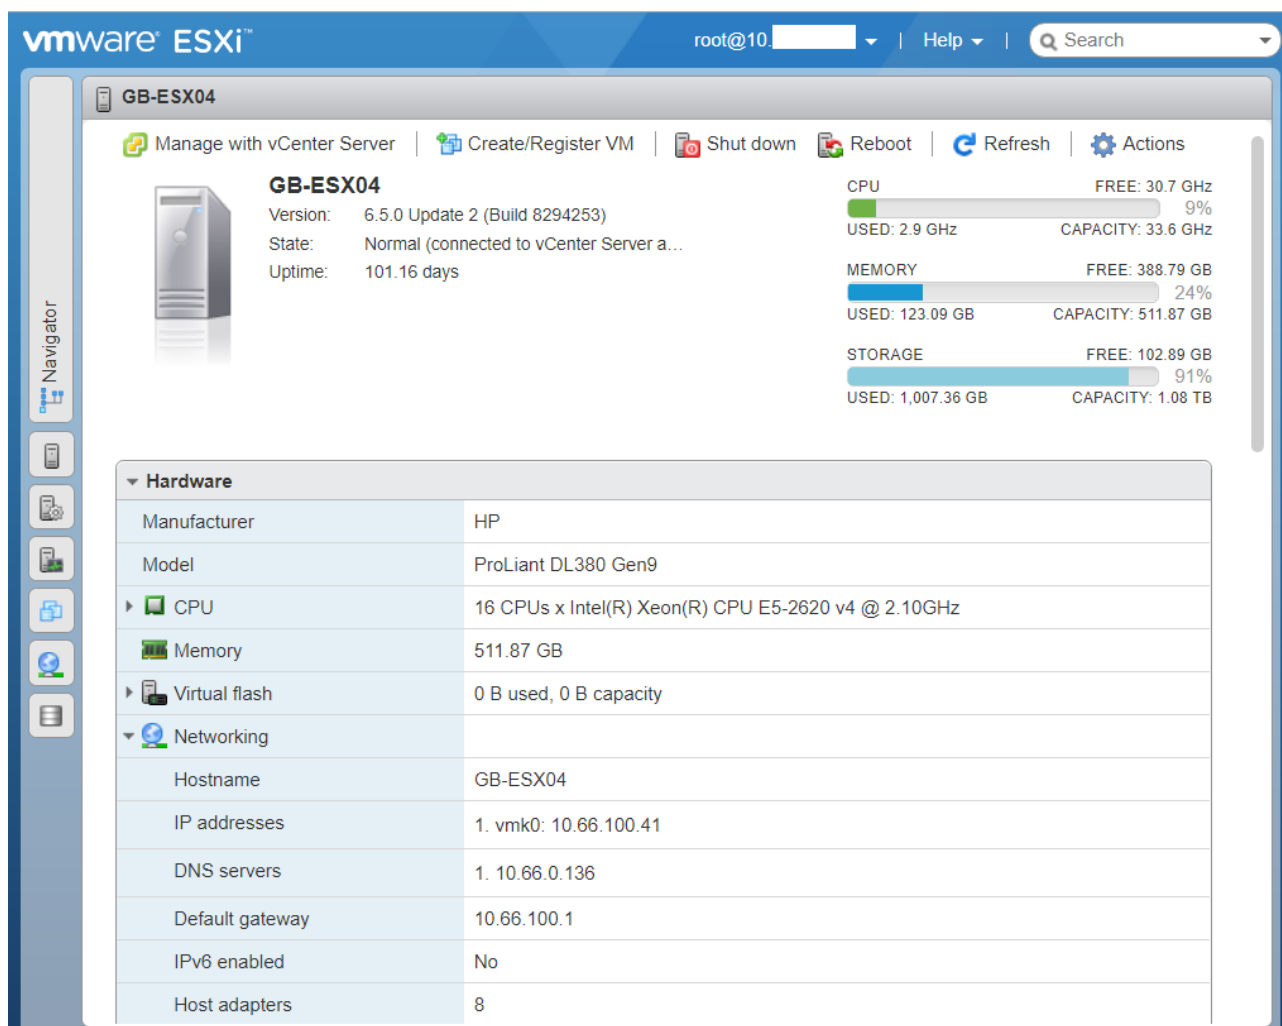 vmware® ESXi™
root@10.
Help
Search
GB-ESX04
Manage with vCenter Server
Create/Register VM
Shut down
Reboot
Refresh
Actions
GB-ESX04
Version: 6.5.0 Update 2 (Build 8294253)
State: Normal (connected to vCenter Server a...
Uptime: 101.16 days
CPU FREE: 30.7 GHz
9%
USED: 2.9 GHz CAPACITY: 33.6 GHz
MEMORY FREE: 388.79 GB
24%
USED: 123.09 GB CAPACITY: 511.87 GB
STORAGE FREE: 102.89 GB
91%
USED: 1,007.36 GB CAPACITY: 1.08 TB
Navigator
Hardware
Manufacturer HP
Model ProLiant DL380 Gen9
CPU 16 CPUs x Intel(R) Xeon(R) CPU E5-2620 v4 @ 2.10GHz
Memory 511.87 GB
Virtual flash 0 B used, 0 B capacity
Networking
Hostname GB-ESX04
IP addresses 1. vmk0: 10.66.100.41
DNS servers 1. 10.66.0.136
Default gateway 10.66.100.1
IPv6 enabled No
Host adapters 8